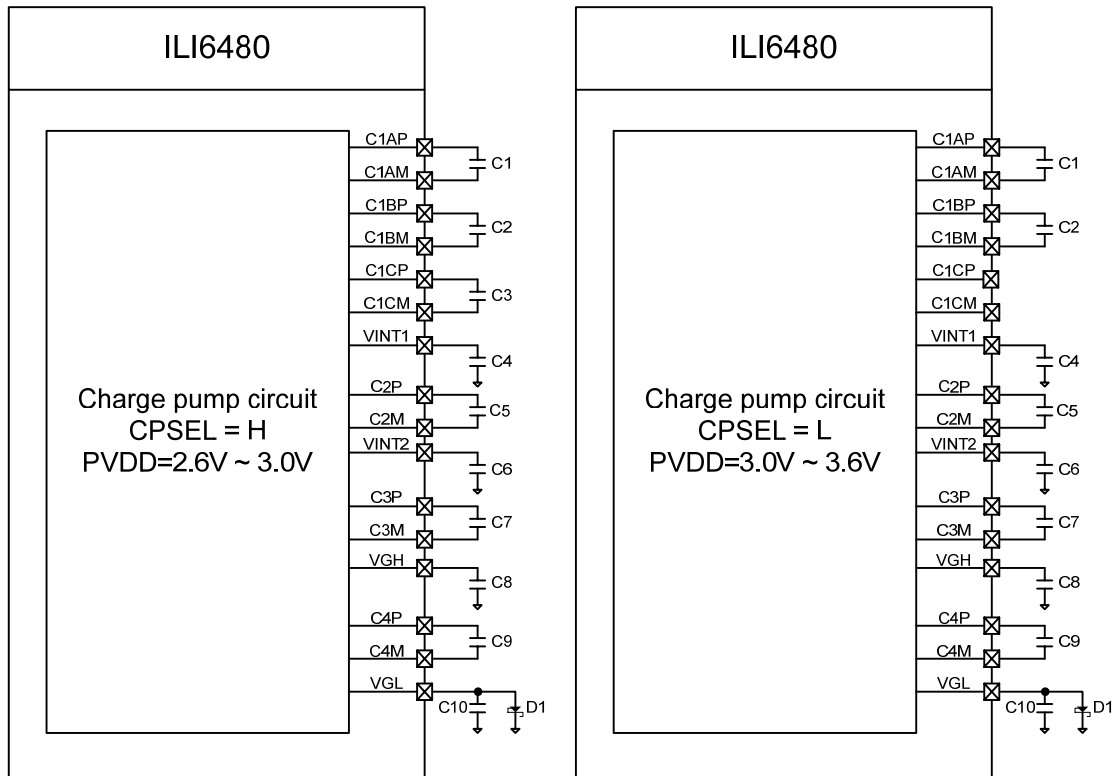 ILI6480
C1AP
C1AM
C1BP
C1BM
C1CP
C1CM
VINT1
C2P
C2M
VINT2
C3P
C3M
VGH
C4P
C4M
VGL
C1
C2
C3
C4
C5
C6
C7
C8
C9
C10
D1
Charge pump circuit
CPSEL = H
PVDD=2.6V ~ 3.0V
ILI6480
C1AP
C1AM
C1BP
C1BM
C1CP
C1CM
VINT1
C2P
C2M
VINT2
C3P
C3M
VGH
C4P
C4M
VGL
C1
C2
C4
C5
C6
C7
C8
C9
C10
D1
Charge pump circuit
CPSEL = L
PVDD=3.0V ~ 3.6V